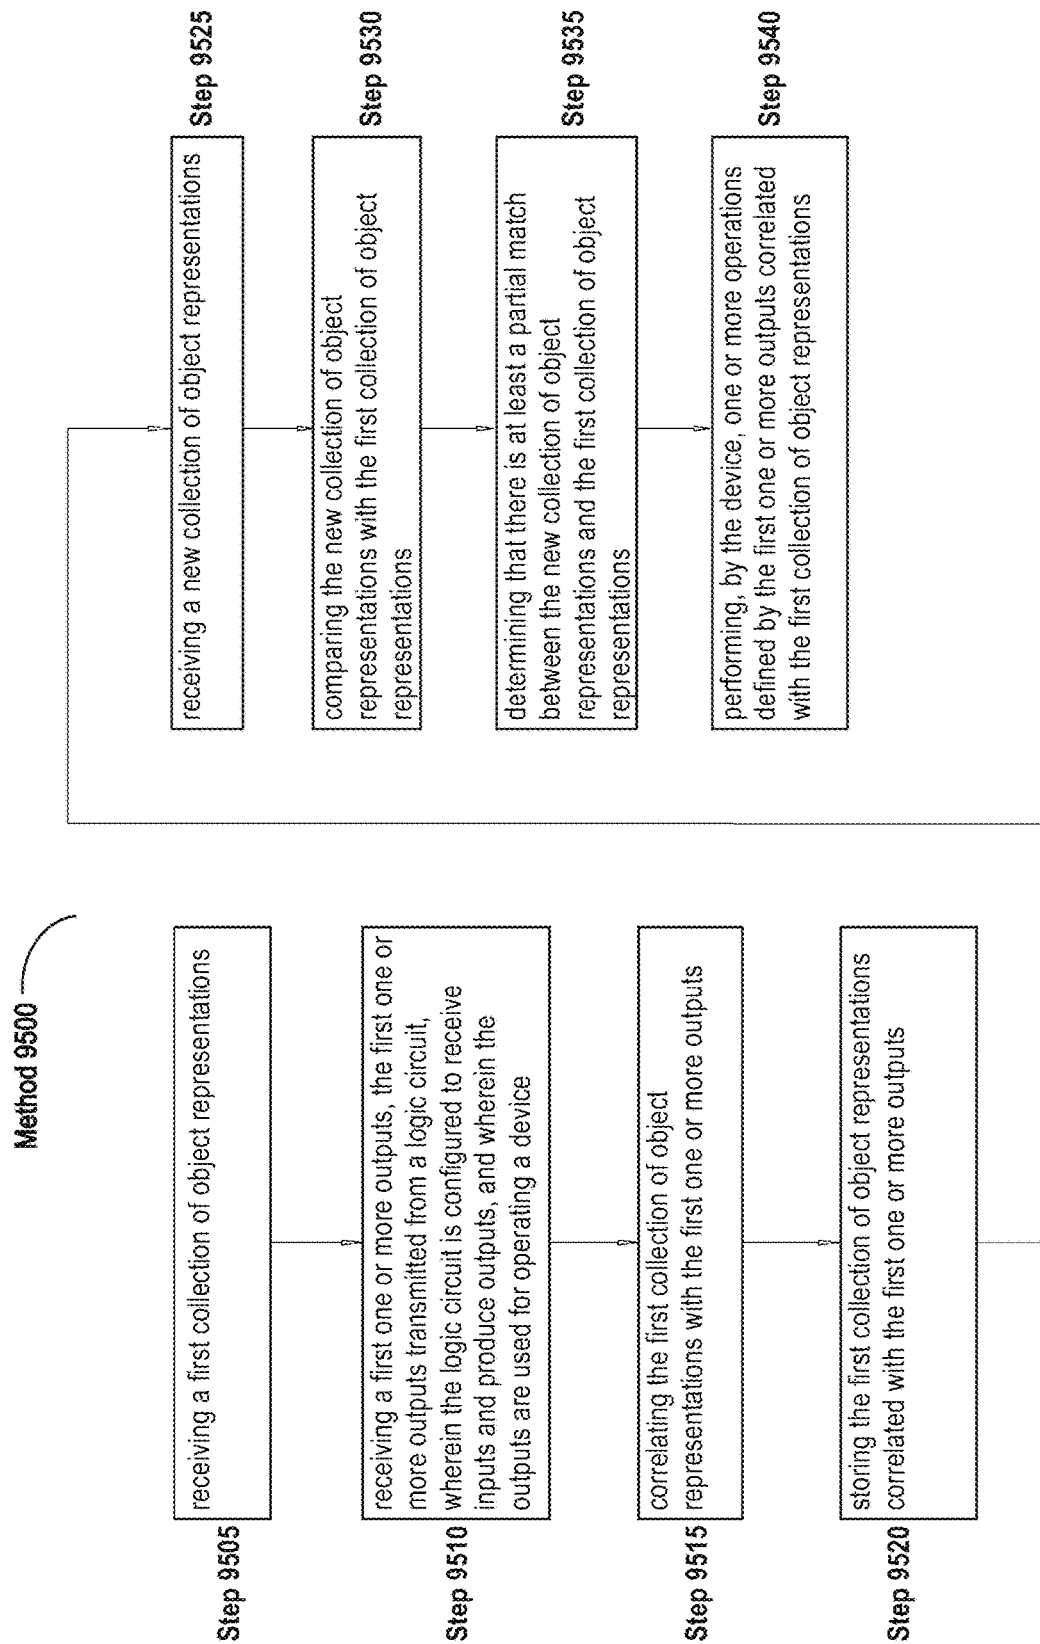 Method 9500
Step 9505
receiving a first collection of object representations
Step 9510
receiving a first one or more outputs, the first one or
more outputs transmitted from a logic circuit,
wherein the logic circuit is configured to receive
inputs and produce outputs, and wherein the
outputs are used for operating a device
Step 9515
correlating the first collection of object
representations with the first one or more outputs
Step 9520
storing the first collection of object representations
correlated with the first one or more outputs
receiving a new collection of object representations
Step 9525
comparing the new collection of object
representations with the first collection of object
representations
Step 9530
determining that there is at least a partial match
between the new collection of object
representations and the first collection of object
representations
Step 9535
performing, by the device, one or more operations
defined by the first one or more outputs correlated
with the first collection of object representations
Step 9540